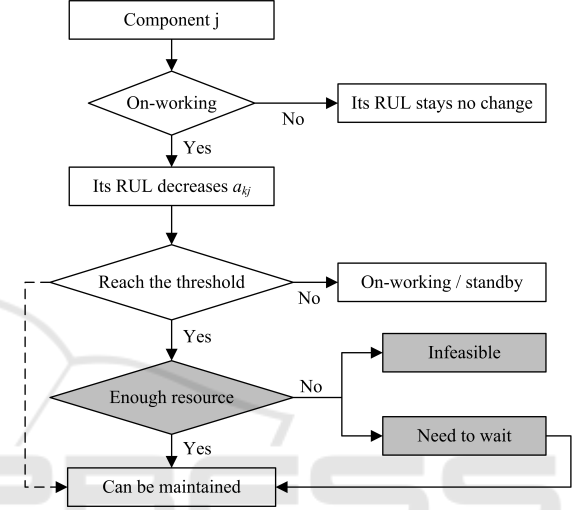 Component j
On-working
No
Its RUL stays no change
Yes
Its RUL decreases akj
Reach the threshold
No
On-working / standby
Yes
Infeasible
Enough resource
No
Need to wait
Yes
Can be maintained